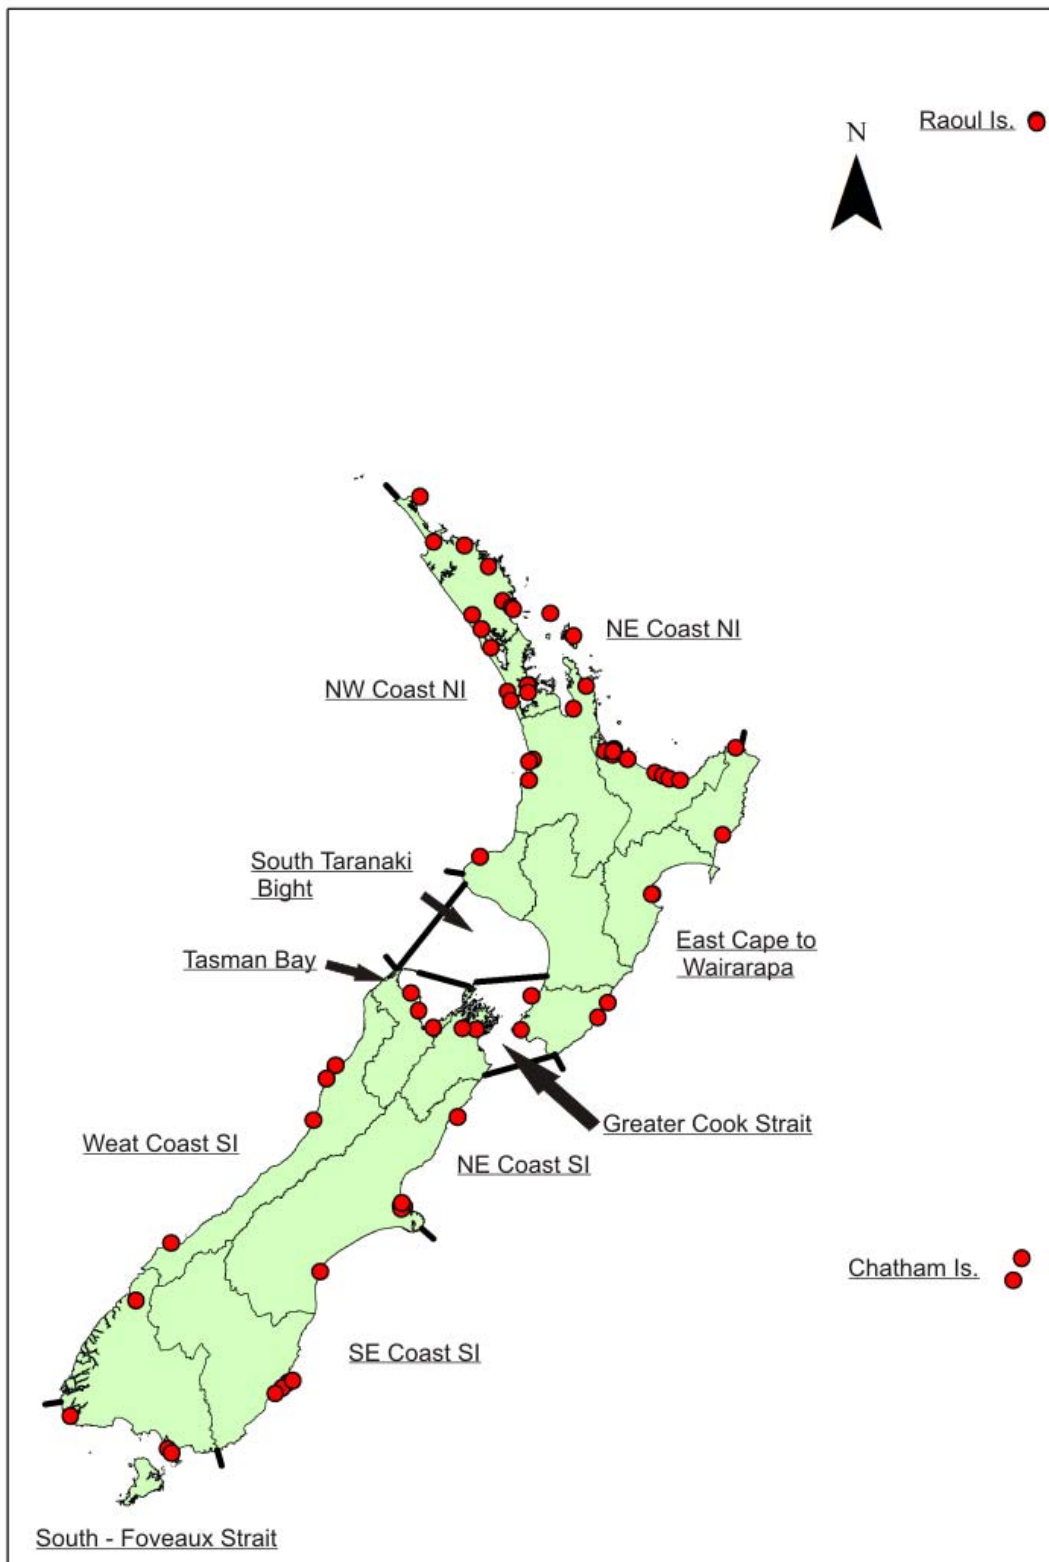 Raoul Is.
N
NE Coast NI
NW Coast NI
South Taranaki
Bight
Tasman Bay
East Cape to
Wairarapa
Greater Cook Strait
Weat Coast SI
NE Coast SI
Chatham Is.
SE Coast SI
South - Foveaux Strait